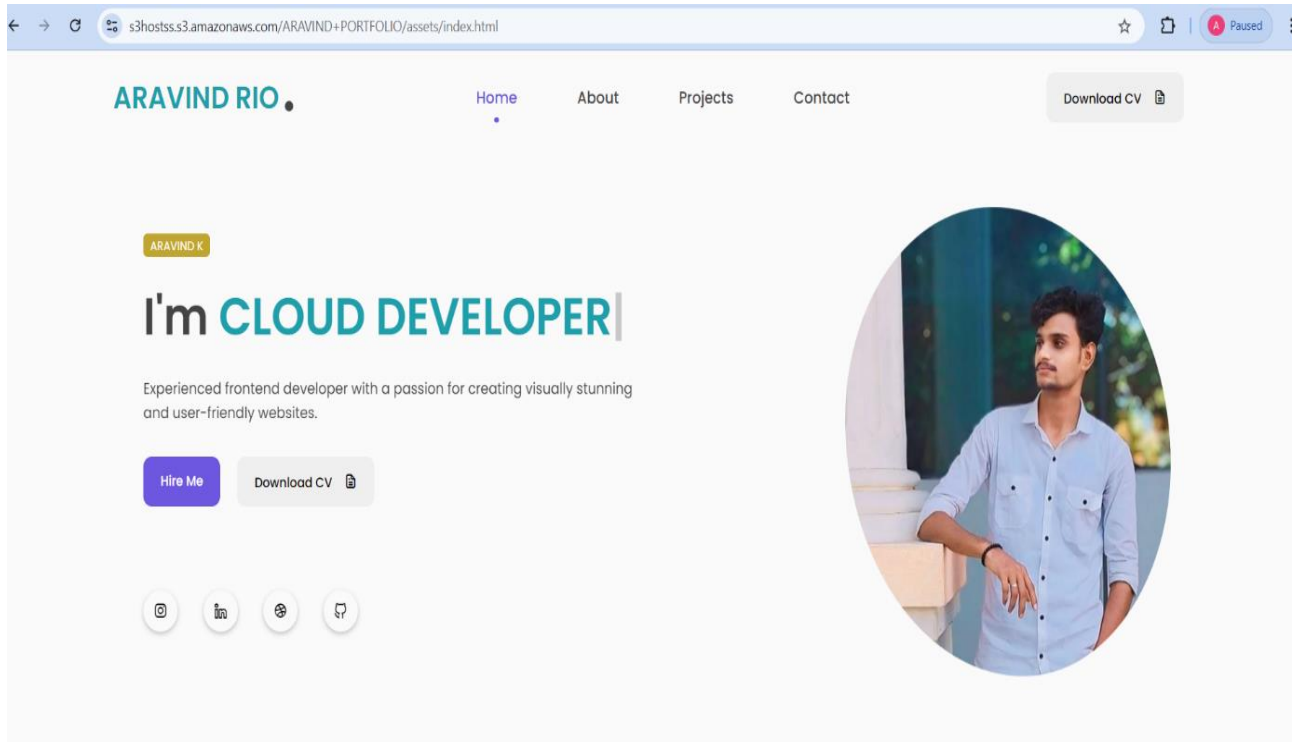 s3hostss.s3.amazonaws.com/ARAVIND+PORTFOLIO/assets/index.html
A Paused
ARAVIND RIO.
Home
About
Projects
Contact
Download CV
ARAVIND K
I'm CLOUD DEVELOPER|
Experienced frontend developer with a passion for creating visually stunning
and user-friendly websites.
Hire Me
Download CV
in